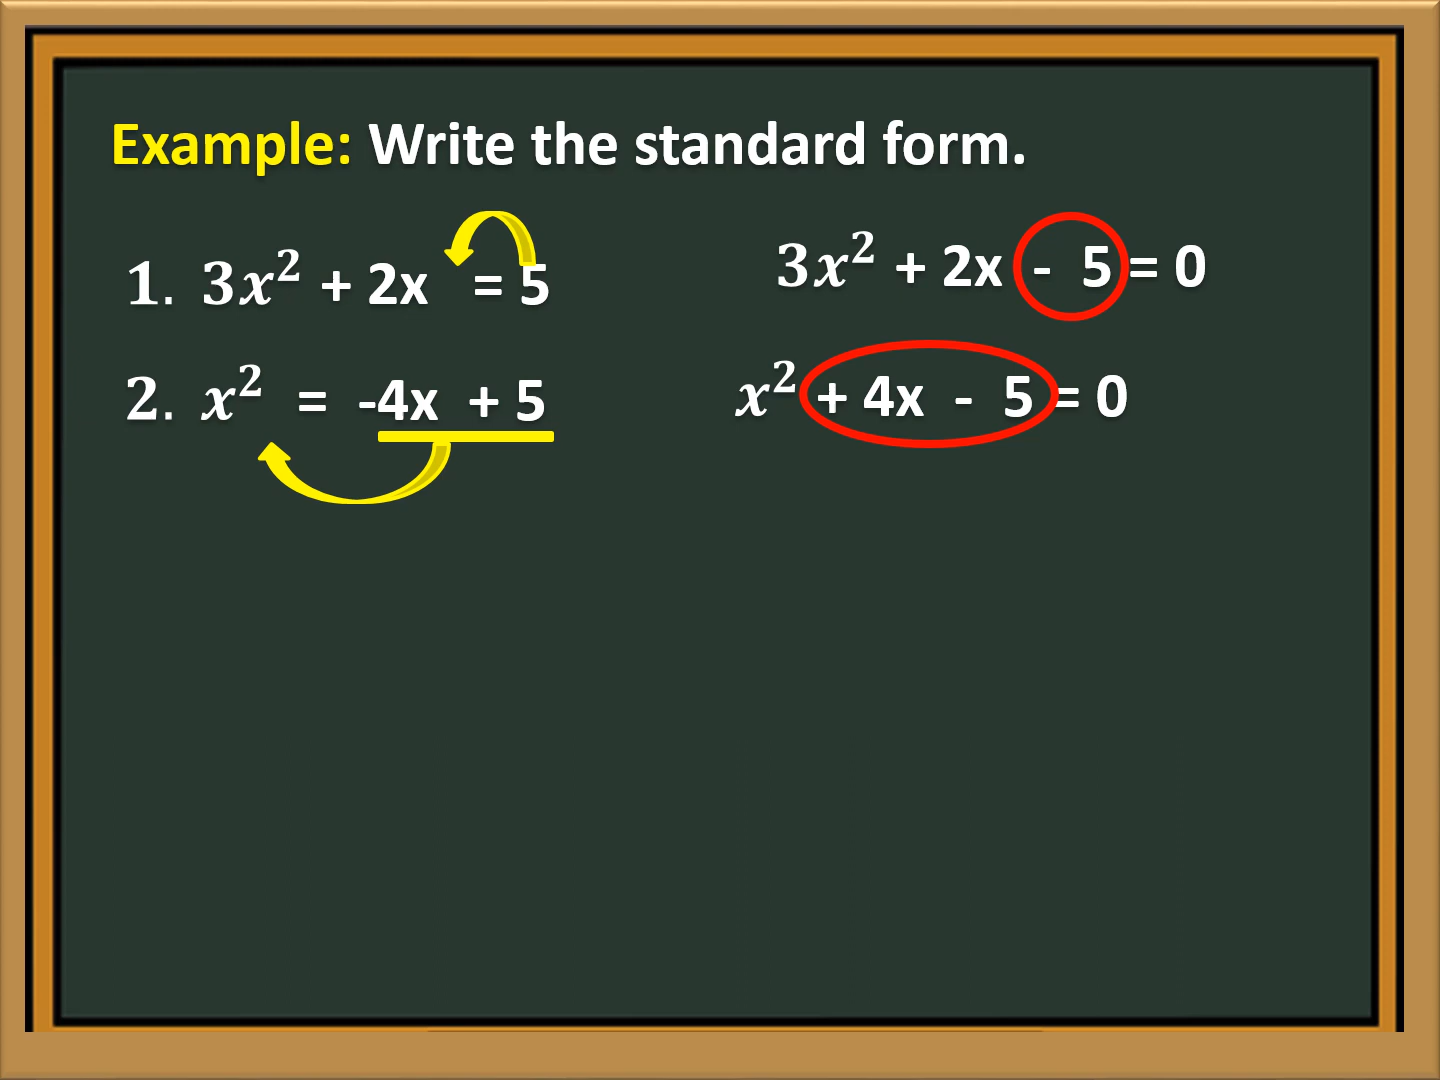 Example: Write the standard form.
1. 3x² + 2x = 5
3x² + 2x - 5 = 0
2. x² = -4x + 5
x² + 4x - 5 = 0